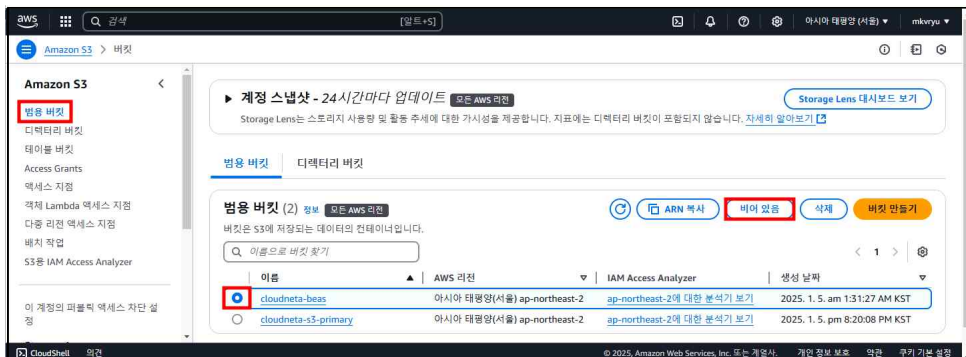 aws 검색 [알트+S] 아시아 태평양 (서울) ▼ mkvryu ▼
Amazon S3 > 버킷
Amazon S3
범용 버킷
디렉터리 버킷
테이블 버킷
Access Grants
액세스 지점
객체 Lambda 액세스 지점
다중 리전 액세스 지점
배치 작업
S3용 IAM Access Analyzer
이 계정의 퍼블릭 액세스 차단 설
정
▶ 계정 스냅샷 - 24시간마다 업데이트 모든 AWS 리전 Storage Lens 대시보드 보기
Storage Lens는 스토리지 사용량 및 활동 추세에 대한 가시성을 제공합니다. 지표에는 디렉터리 버킷이 포함되지 않습니다. 자세히 알아보기
범용 버킷 디렉터리 버킷
범용 버킷 (2) 정보 모든 AWS 리전 ARN 복사 비어 있음 삭제 버킷 만들기
버킷은 S3에 저장되는 데이터의 컨테이너입니다.
이름으로 버킷 찾기 < 1 >
이름 ▲ AWS 리전 ▽ IAM Access Analyzer 생성 날짜 ▽
cloudneta-beas 아시아 태평양(서울) ap-northeast-2 ap-northeast-2에 대한 분석기 보기 2025. 1. 5. am 1:31:27 AM KST
cloudneta-s3-primary 아시아 태평양(서울) ap-northeast-2 ap-northeast-2에 대한 분석기 보기 2025. 1. 5. pm 8:20:08 PM KST
CloudShell 의견 © 2025, Amazon Web Services, Inc. 또는 계열사. 개인 정보 보호 약관 쿠키 기본 설정